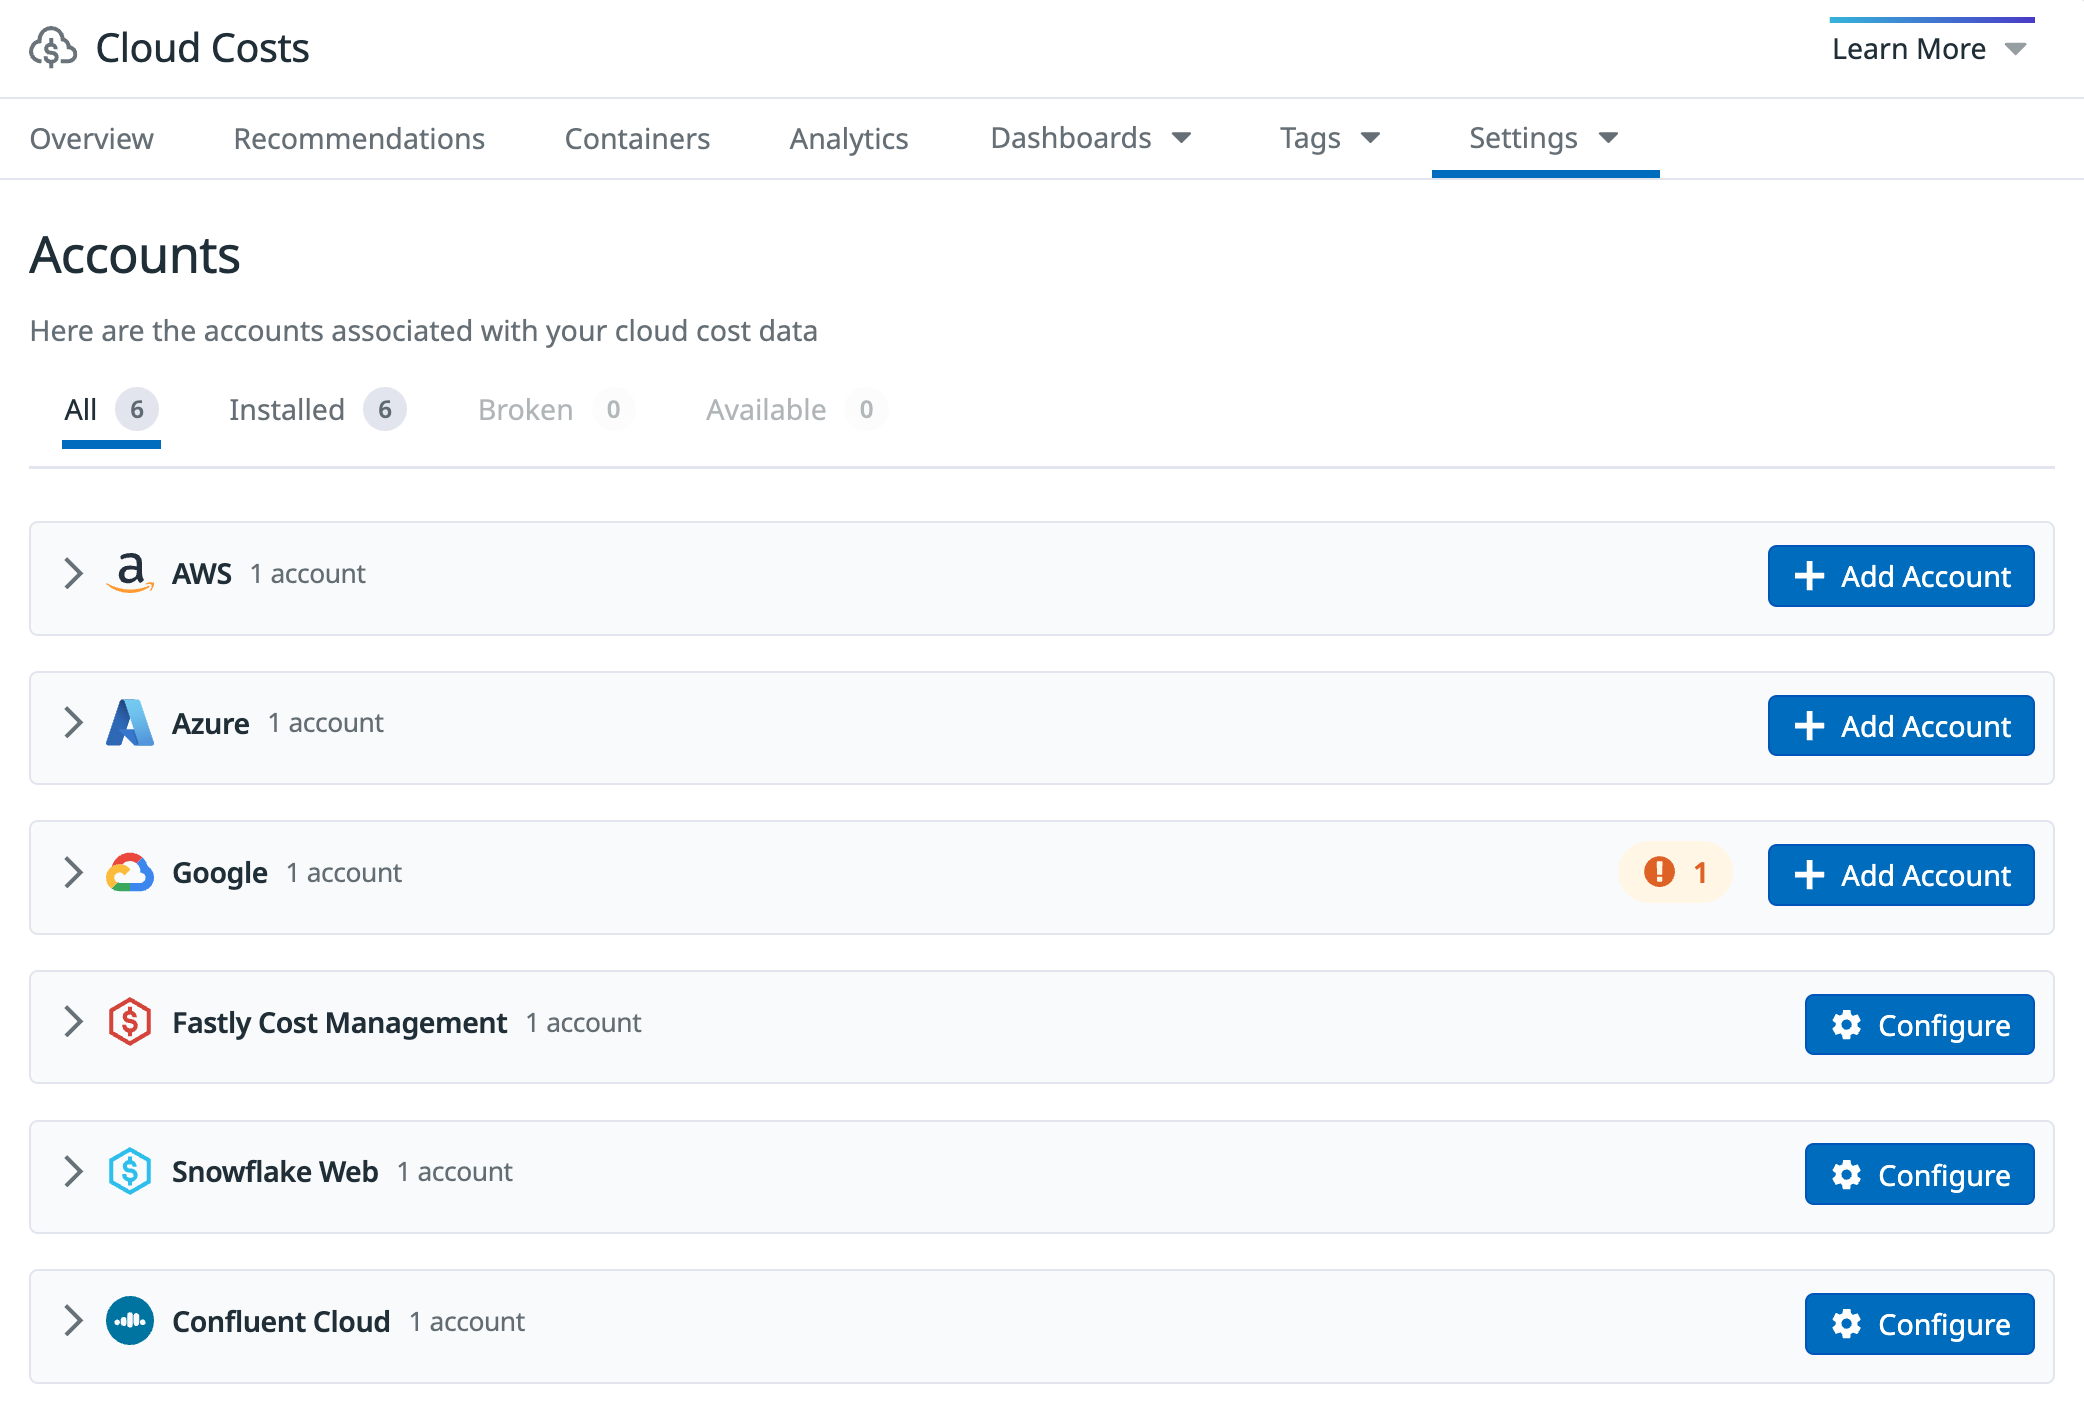 Cloud Costs
Learn More
Overview Recommendations Containers Analytics Dashboards Tags Settings
Accounts
Here are the accounts associated with your cloud cost data
All 6 Installed 6 Broken 0 Available 0
AWS 1 account Add Account
Azure 1 account Add Account
Google 1 account 1 Add Account
Fastly Cost Management 1 account Configure
Snowflake Web 1 account Configure
Confluent Cloud 1 account Configure